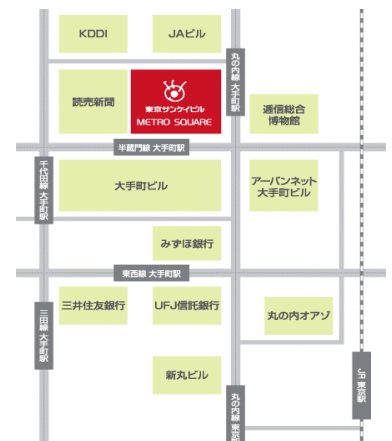 KDDI
JAビル
丸の内線 大手町駅
読売新聞
東京サンケイビル
METRO SQUARE
逓信総合
博物館
半蔵門線 大手町駅
千代田線 大手町駅
大手町ビル
アーバンネット
大手町ビル
みずほ銀行
東西線 大手町駅
三井住友銀行
UFJ信託銀行
丸の内オアゾ
三田線 大手町駅
新丸ビル
JR 東京駅
丸の内線 東京駅